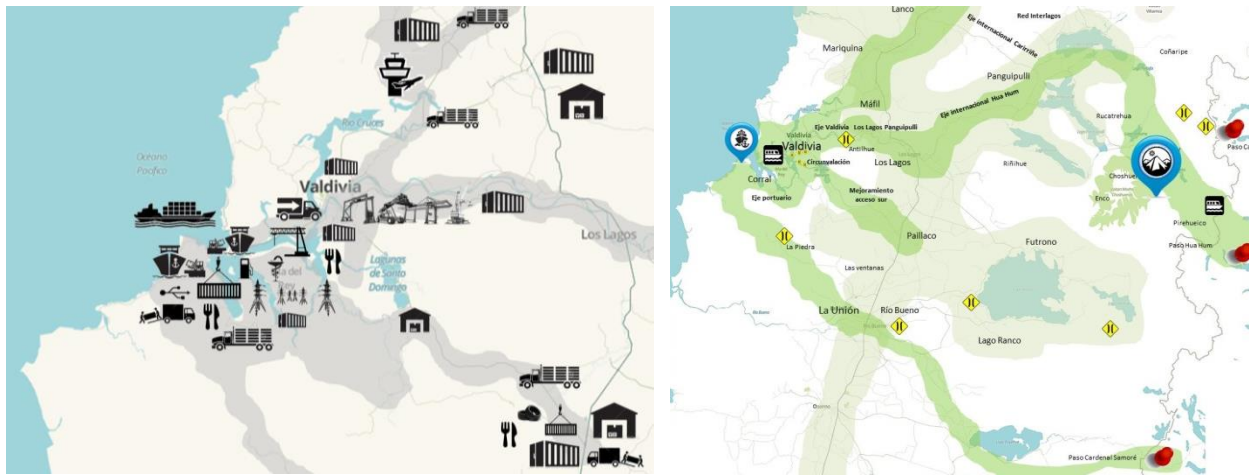 Río Cruces
Océano
Pacífico
Valdivia
Los Lagos
Lagunas
de Santo
Domingo
Lanco
Red Interlagos
Mariquina
Eje Internacional Carirriñe
Coñaripe
Panguipulli
Eje Internacional Hua Hum
Máfil
Rucatrehua
Eje Valdivia
Los Lagos Panguipulli
Valdivia
Valdivia
Antilhue
Circunvalación
Los Lagos
Riñihue
Corral
Eje portuario
Mejoramiento
acceso sur
Enco
Pirehueico
Paillaco
Futrono
La Piedra
Paso Hua Hum
Las ventanas
La Unión
Río Bueno
Lago Ranco
Osorno
Paso Cardenal Samoré